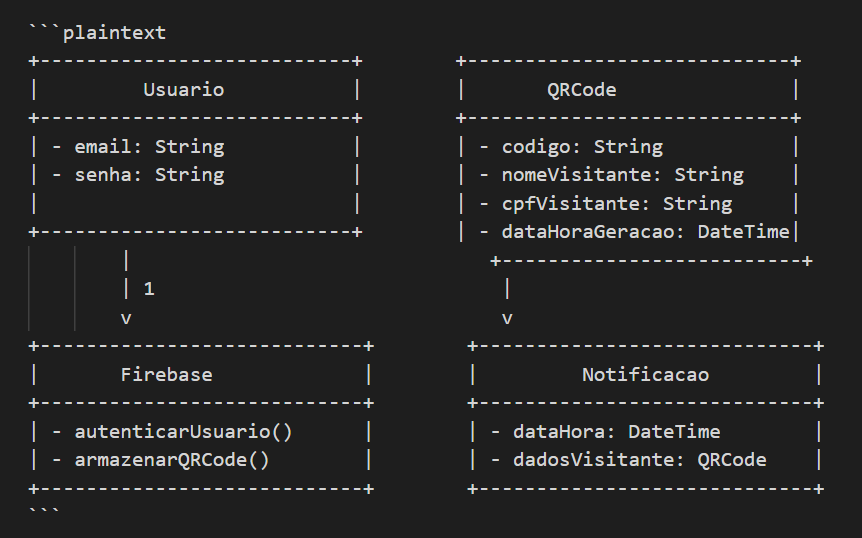 ```plaintext
+---------------------------+        +----------------------------+
|         Usuario           |        |       QRCode               |
+---------------------------+        +----------------------------+
| - email: String           |        | - codigo: String           |
| - senha: String           |        | - nomeVisitante: String    |
|                           |        | - cpfVisitante: String     |
+---------------------------+        | - dataHoraGeracao: DateTime|
        |                               +--------------------------+
        | 1                              |
        v                                v
+----------------------------+        +-----------------------------+
|       Firebase             |        |         Notificacao         |
+----------------------------+        +-----------------------------+
| - autenticarUsuario()      |        | - dataHora: DateTime        |
| - armazenarQRCode()        |        | - dadosVisitante: QRCode    |
+----------------------------+        +-----------------------------+
```